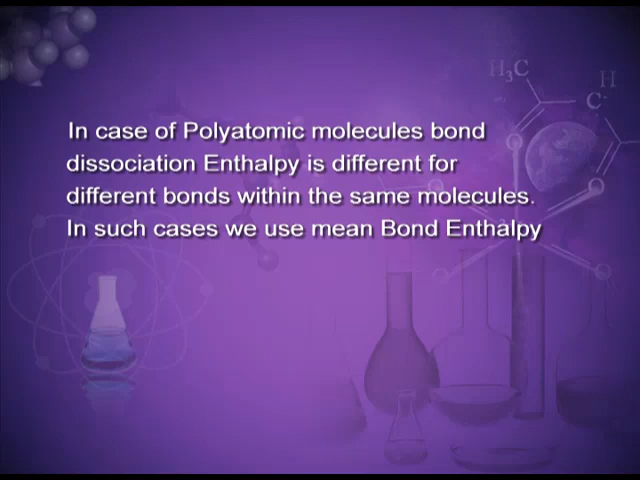 H₃C
H
C
In case of Polyatomic molecules bond
dissociation Enthalpy is different for
different bonds within the same molecules.
In such cases we use mean Bond Enthalpy